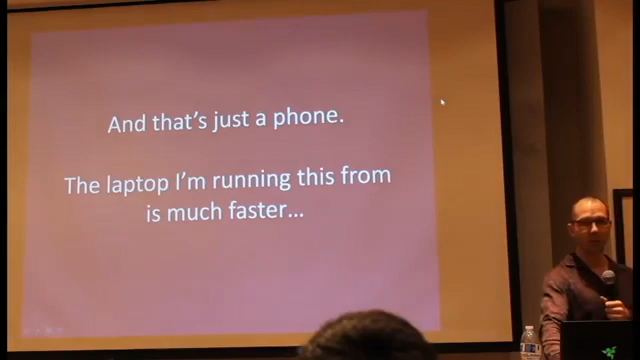 And that's just a phone.
The laptop I'm running this from
is much faster...